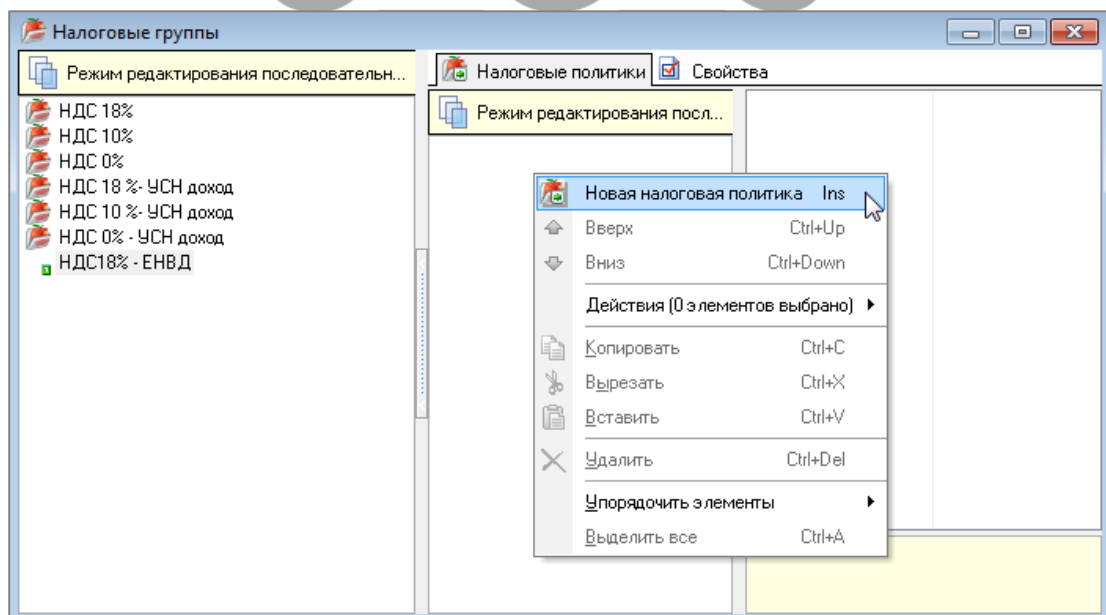 Налоговые группы
Режим редактирования последовательн...
НДС 18%
НДС 10%
НДС 0%
НДС 18 %- УСН доход
НДС 10 %- УСН доход
НДС 0% - УСН доход
НДС18% - ЕНВД
Налоговые политики Свойства
Режим редактирования посл...
Новая налоговая политика Ins
Вверх Ctrl+Up
Вниз Ctrl+Down
Действия (0 элементов выбрано)
Копировать Ctrl+C
Вырезать Ctrl+X
Вставить Ctrl+V
Удалить Ctrl+Del
Упорядочить элементы
Выделить все Ctrl+A